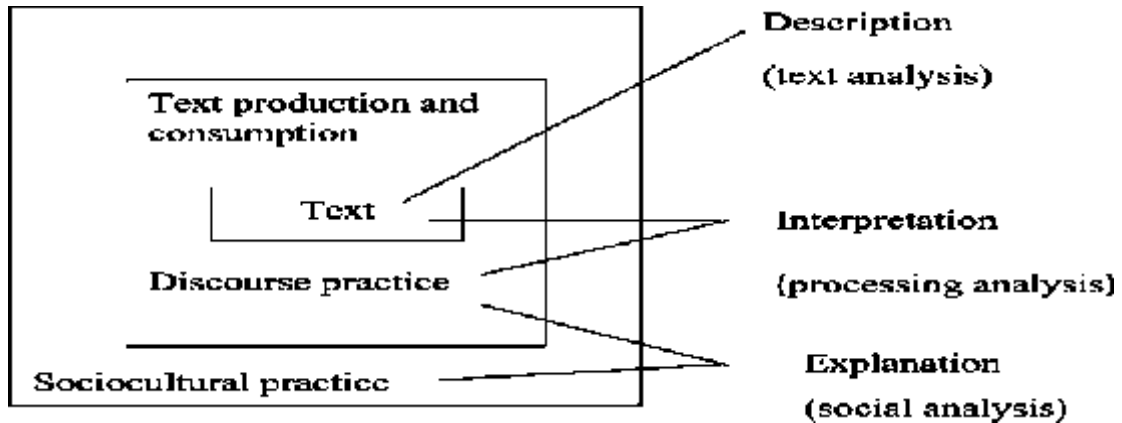 Description
(text analysis)
Text production and
consumption
Text
Interpretation
Discourse practice
(processing analysis)
Explanation
Sociocultural practice
(social analysis)